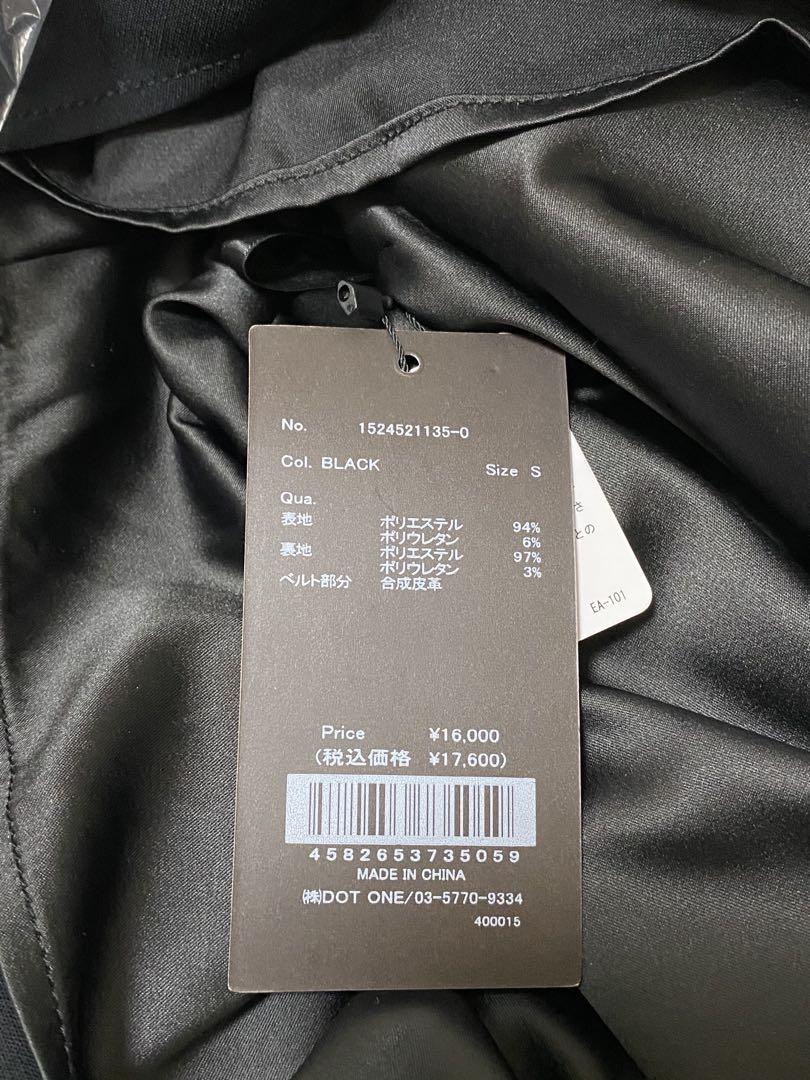 No. 1524521135-0
Col. BLACK Size S
Qua.
表地 ポリエステル 94%
ポリウレタン 6%
裏地 ポリエステル 97%
ポリウレタン 3%
ベルト部分 合成皮革
さ
との
EA-101
Price ¥16,000
(税込価格 ¥17,600)
4582653735059
MADE IN CHINA
㈱DOT ONE/03-5770-9334
400015